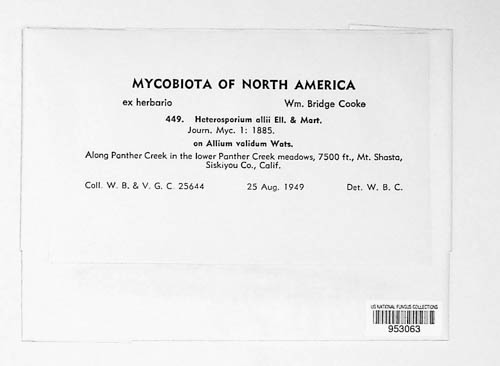 MYCOBIOTA OF NORTH AMERICA
ex herbario Wm. Bridge Cooke
449. Heterosporium allii Ell. & Mart.
Journ. Myc. 1: 1885.
on Allium validum Wats.
Along Panther Creek in the lower Panther Creek meadows, 7500 ft., Mt. Shasta,
Siskiyou Co., Calif.
Coll. W. B. & V. G. C. 25644 25 Aug. 1949 Det. W. B. C.
US NATIONAL FUNGUS COLLECTIONS
953063